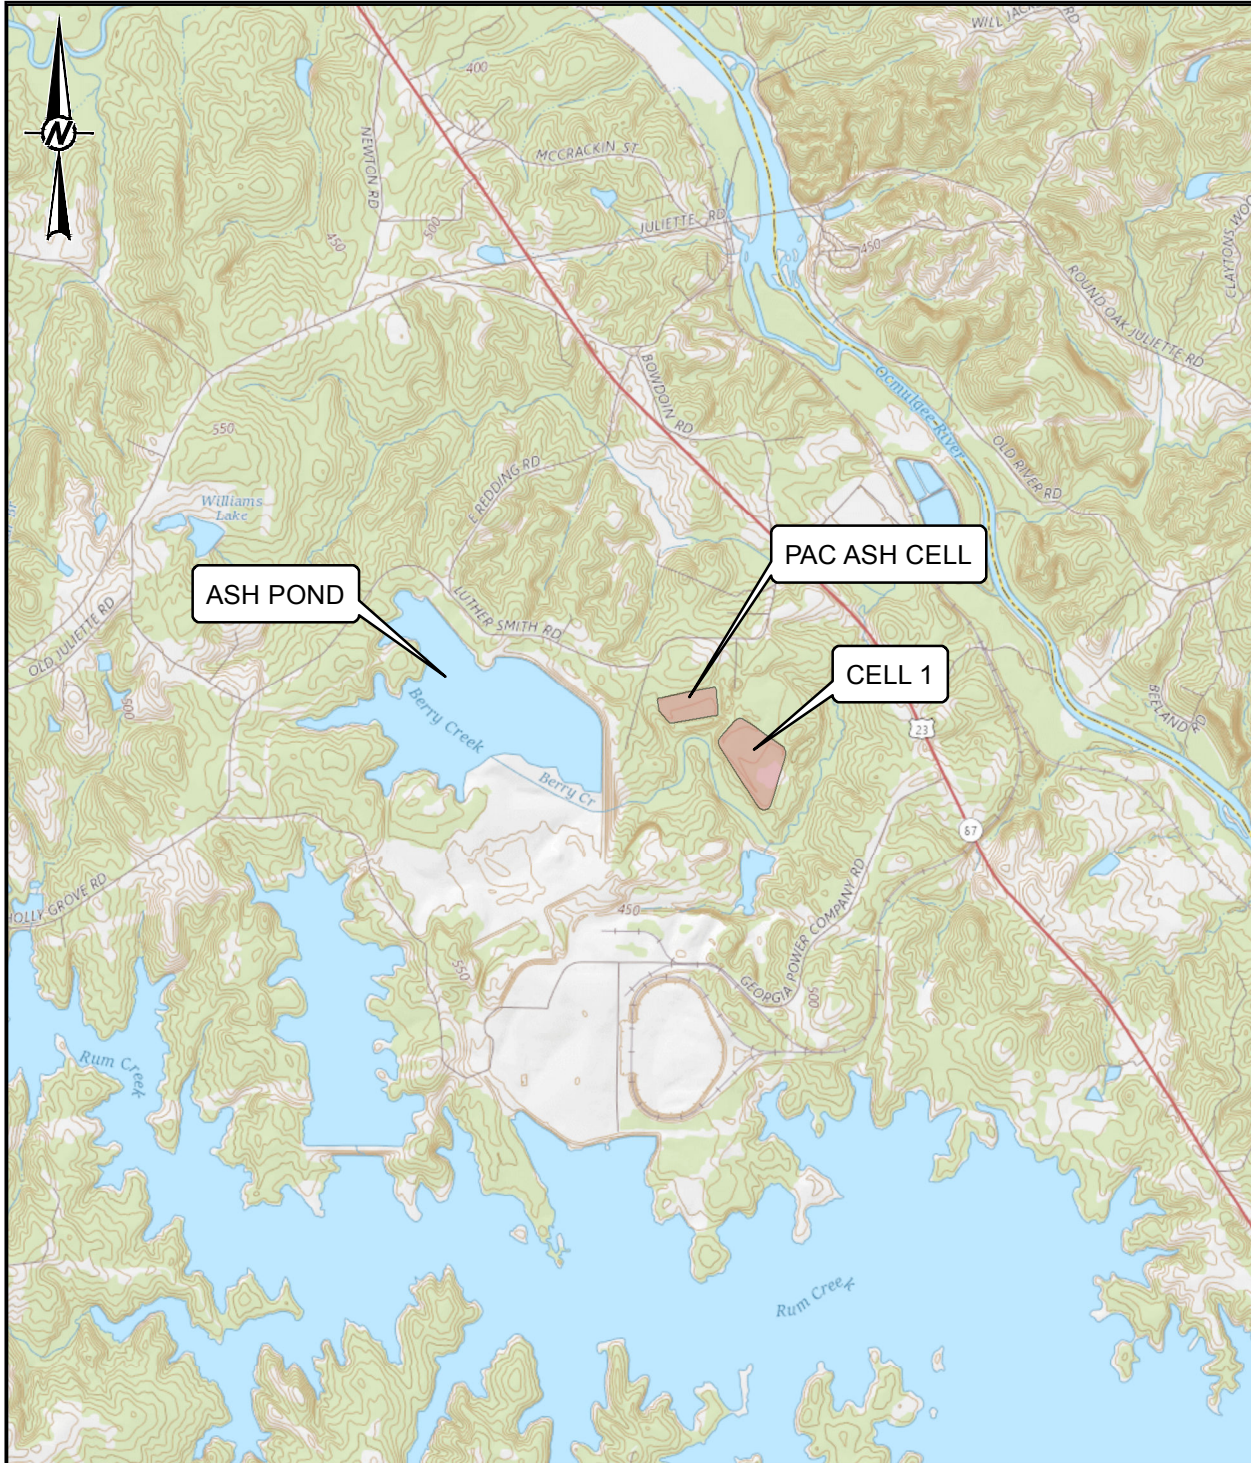 WILL JACK
RD
400
N
NEWTON RD
MCCRACKIN ST
JULIETTE RD
450
500
450
CLAYTONS WO
ROUND OAK JULIETTE RD
BOWDOIN RD
Ocmulgee River
550
E REDDING RD
OLD RIVER RD
Williams
Lake
PAC ASH CELL
ASH POND
LUTHER SMITH RD
OLD JULIETTE RD
CELL 1
500
BEELAND RD
Berry Creek
23
Berry Cr
87
HOLLY GROVE RD
450
GEORGIA POWER COMPANY RD
550
500
Rum Creek
Rum Creek